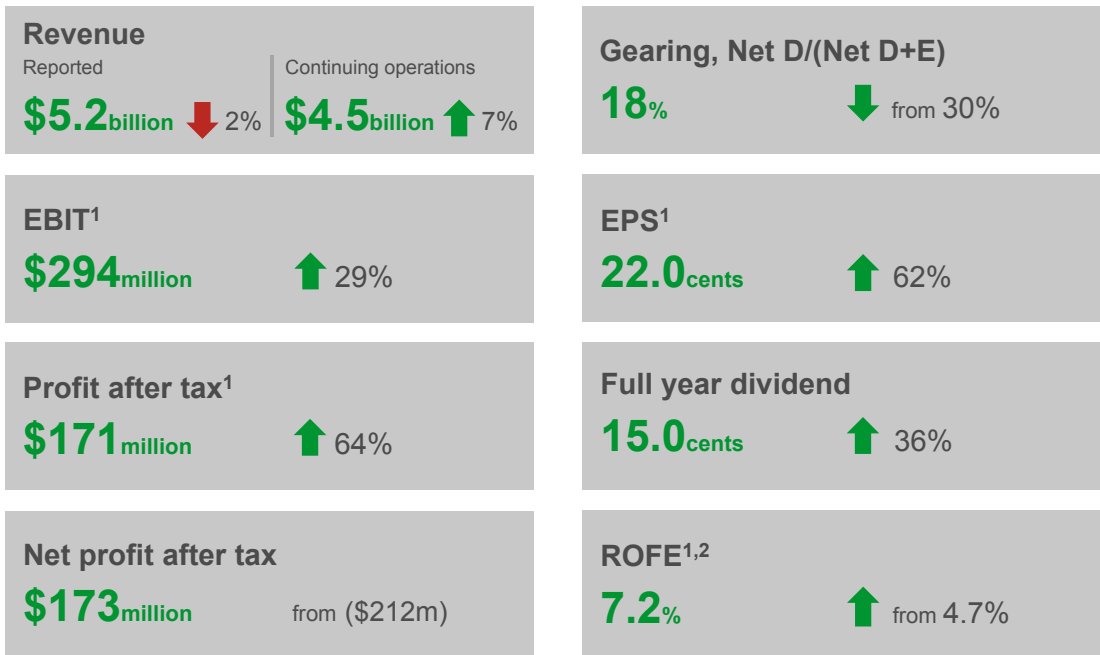 Revenue
Reported
Continuing operations
$5.2billion 2%
$4.5billion 7%
EBIT1
$294million 29%
Profit after tax1
$171million 64%
Net profit after tax
$173million from ($212m)
Gearing, Net D/(Net D+E)
18% from 30%
EPS1
22.0cents 62%
Full year dividend
15.0cents 36%
ROFE1,2
7.2% from 4.7%